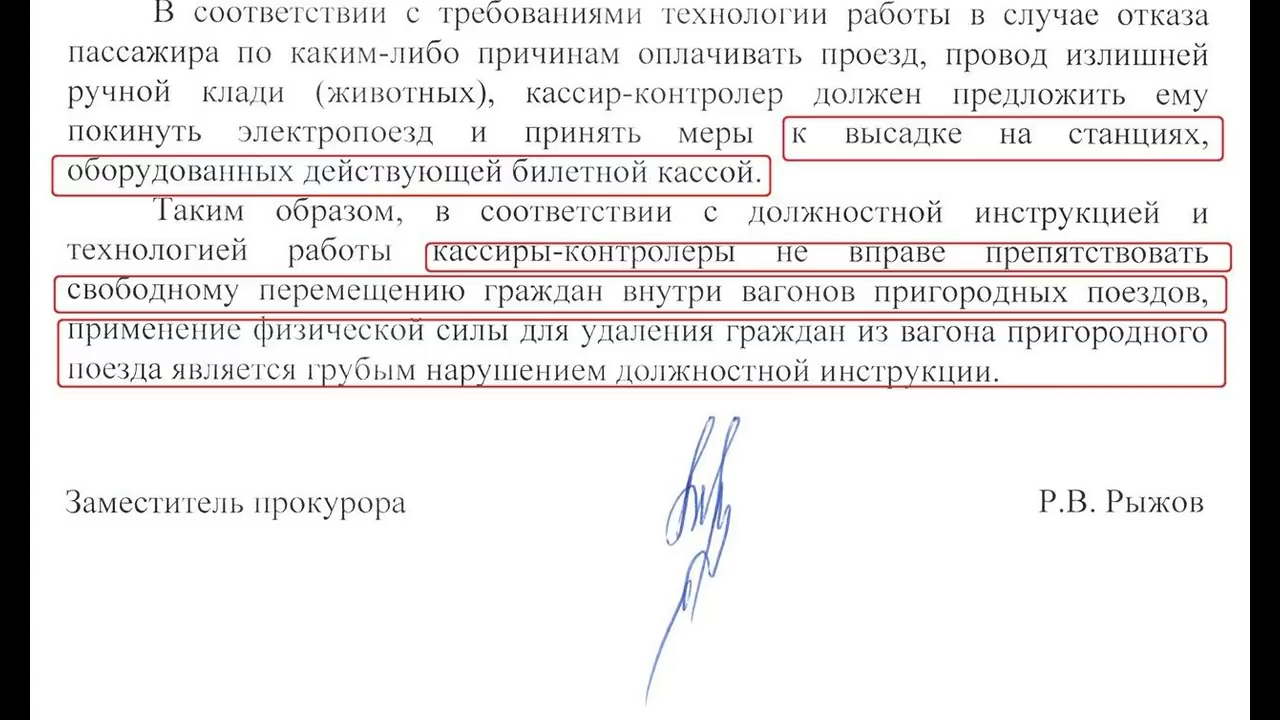 В соответствии с требованиями технологии работы в случае отказа
пассажира по каким-либо причинам оплачивать проезд, провод излишней
ручной клади (животных), кассир-контролер должен предложить ему
покинуть электропоезд и принять меры к высадке на станциях,
оборудованных действующей билетной кассой.
Таким образом, в соответствии с должностной инструкцией и
технологией работы кассиры-контролеры не вправе препятствовать
свободному перемещению граждан внутри вагонов пригородных поездов,
применение физической силы для удаления граждан из вагона пригородного
поезда является грубым нарушением должностной инструкции.
Заместитель прокурора Р.В. Рыжов